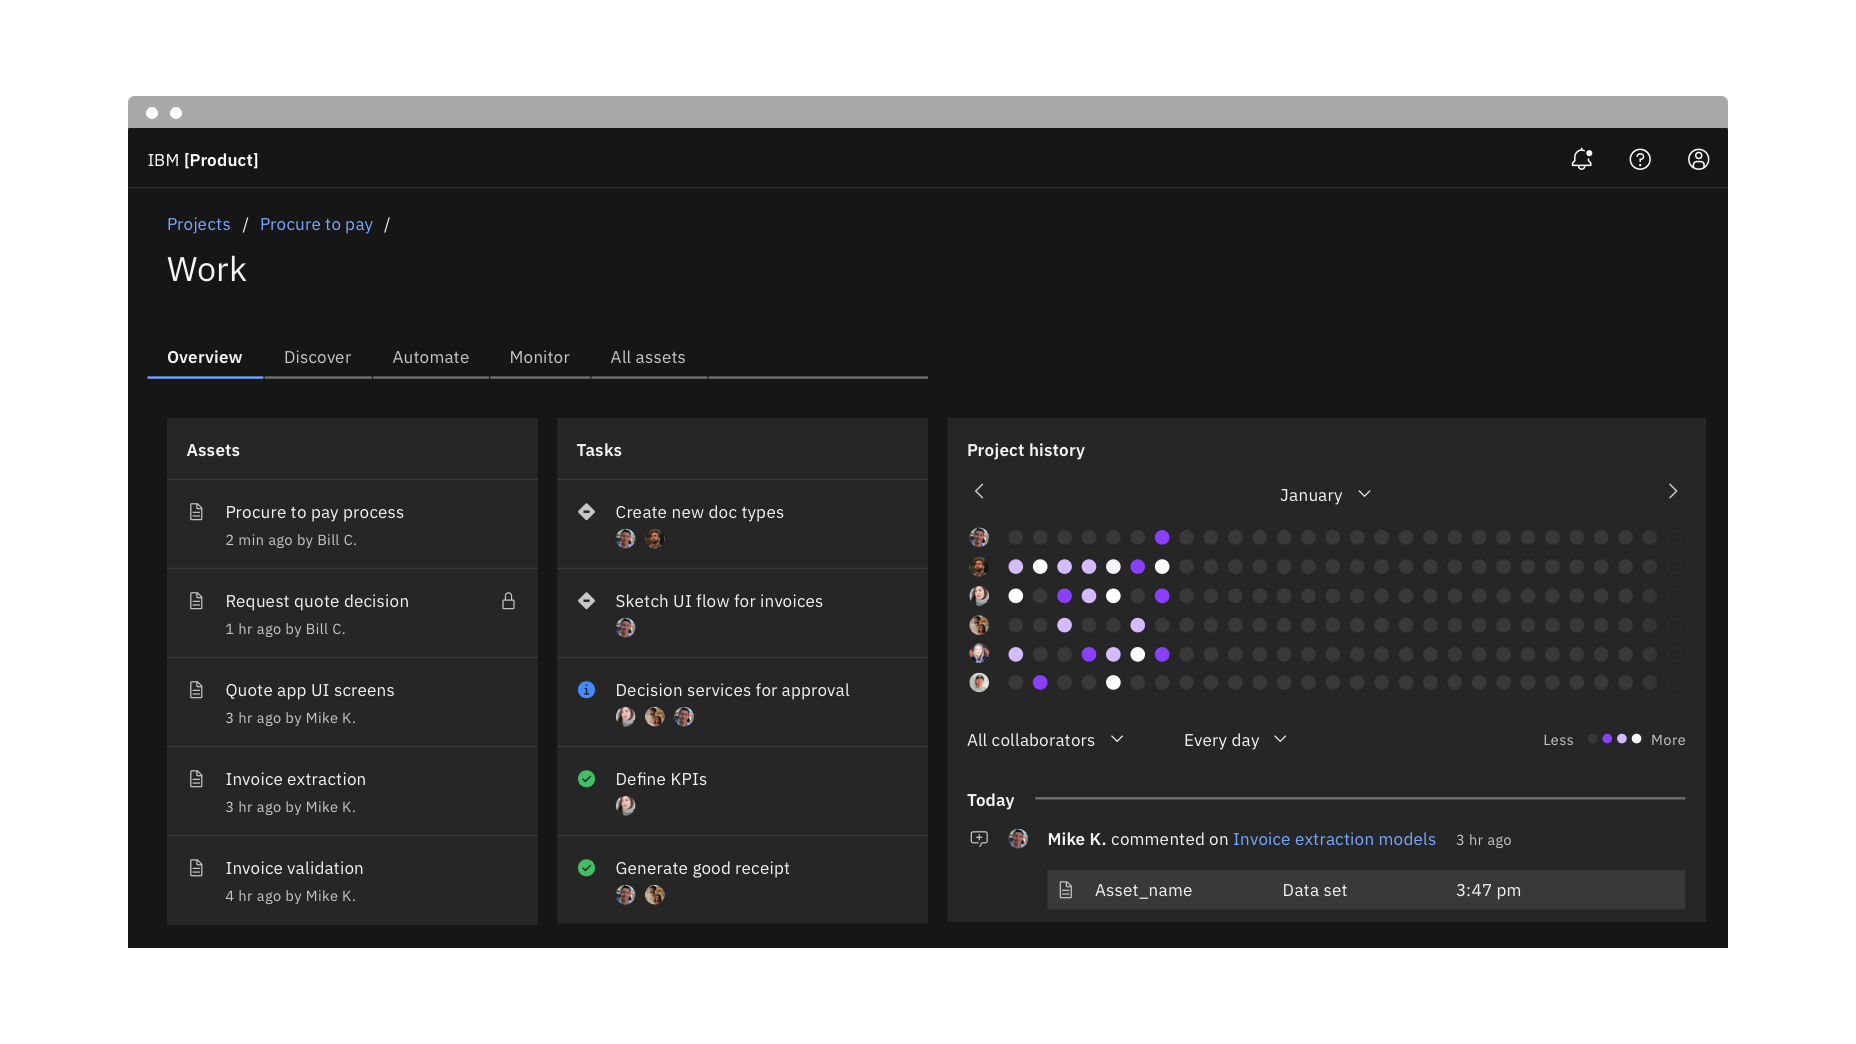 IBM [Product]
Projects / Procure to pay /
Work
Overview Discover Automate Monitor All assets
Assets
Procure to pay process
2 min ago by Bill C.
Request quote decision
1 hr ago by Bill C.
Quote app UI screens
3 hr ago by Mike K.
Invoice extraction
3 hr ago by Mike K.
Invoice validation
4 hr ago by Mike K.
Tasks
Create new doc types
Sketch UI flow for invoices
Decision services for approval
Define KPIs
Generate good receipt
Project history
January
All collaborators Every day Less More
Today
Mike K. commented on Invoice extraction models 3 hr ago
Asset_name Data set 3:47 pm